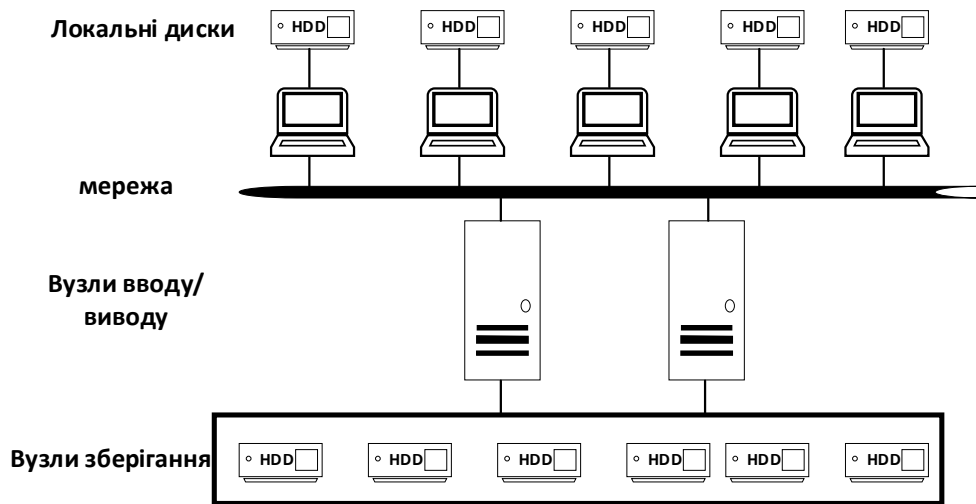 Локальні диски
HDD HDD HDD HDD HDD
мережа
Вузли вводу/
виводу
Вузли зберігання
HDD HDD HDD HDD HDD HDD